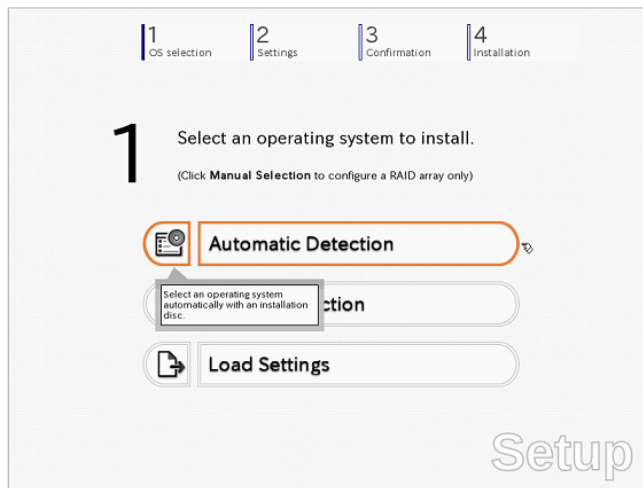 1
OS selection
2
Settings
3
Confirmation
4
Installation
1
Select an operating system to install.
(Click Manual Selection to configure a RAID array only)
Automatic Detection
Select an operating system
automatically with an installation
disc.
ction
Load Settings
Setup